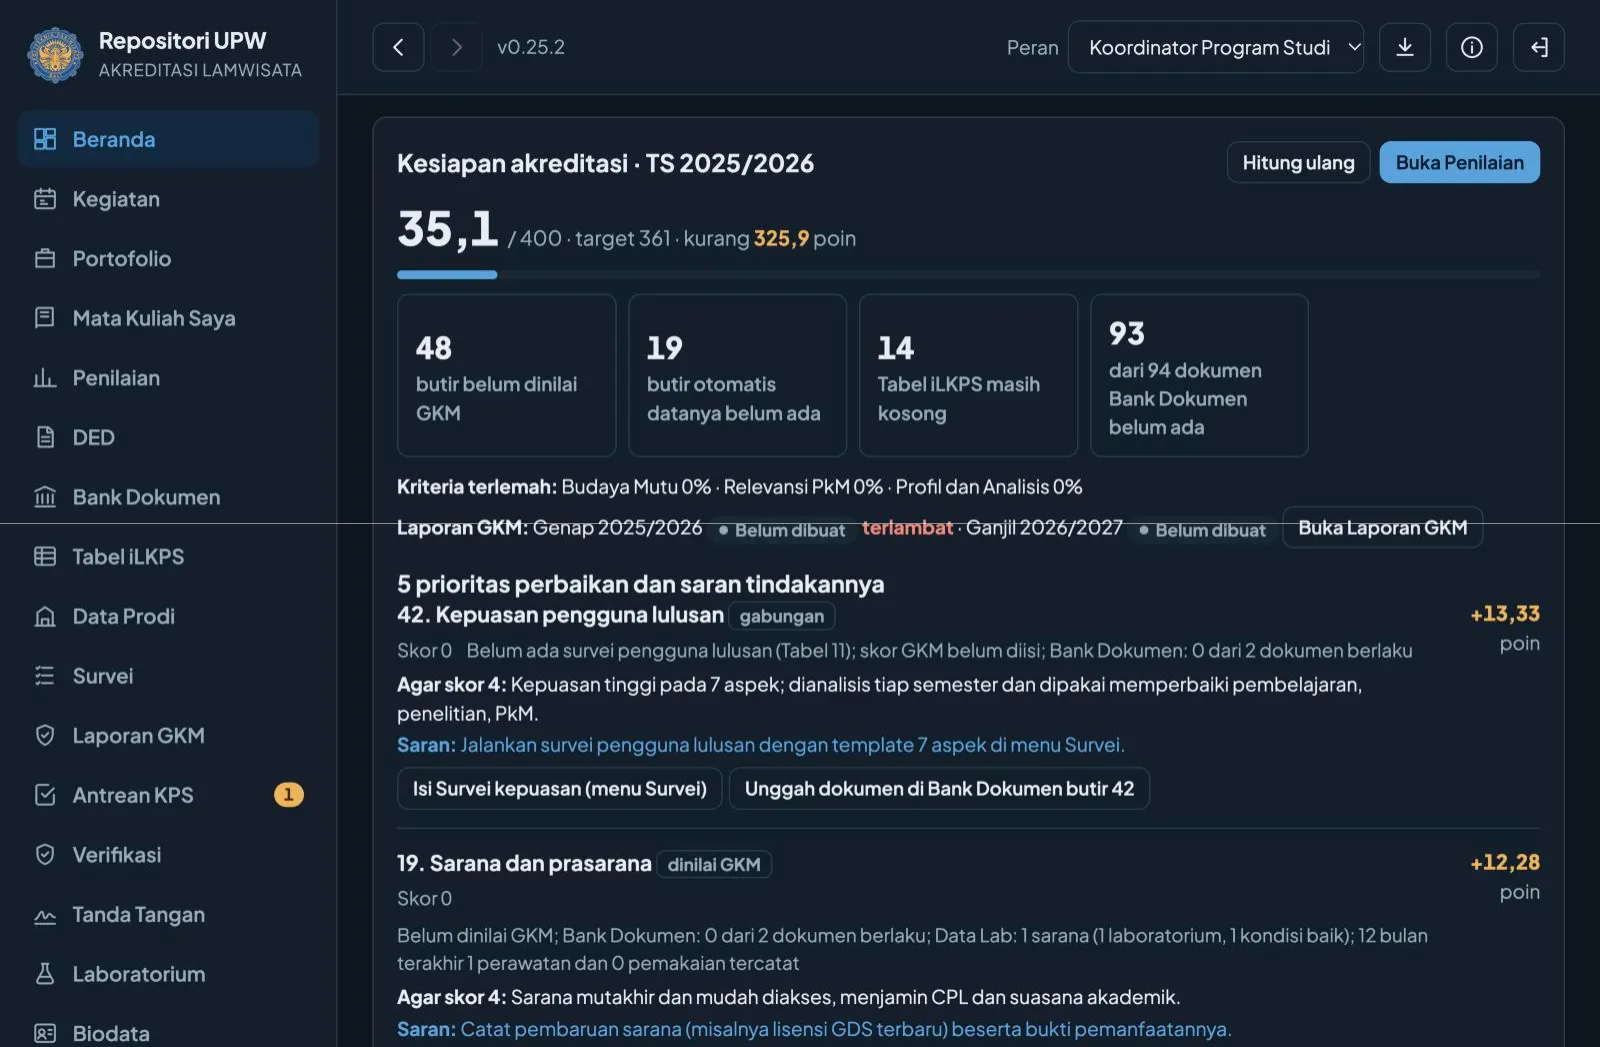 Repositori UPW
AKREDITASI LAMWISATA
v0.25.2
Peran
Koordinator Program Studi
Beranda
Kegiatan
Portofolio
Mata Kuliah Saya
Penilaian
DED
Bank Dokumen
Tabel iLKPS
Data Prodi
Survei
Laporan GKM
Antrean KPS
1
Verifikasi
Tanda Tangan
Laboratorium
Biodata
Kesiapan akreditasi · TS 2025/2026
Hitung ulang
Buka Penilaian
35,1 / 400 · target 361 · kurang 325,9 poin
48
butir belum dinilai
GKM
19
butir otomatis
datanya belum ada
14
Tabel iLKPS masih
kosong
93
dari 94 dokumen
Bank Dokumen
belum ada
Kriteria terlemah: Budaya Mutu 0% · Relevansi PkM 0% · Profil dan Analisis 0%
Laporan GKM: Genap 2025/2026 • Belum dibuat terlambat · Ganjil 2026/2027 • Belum dibuat Buka Laporan GKM
5 prioritas perbaikan dan saran tindakannya
42. Kepuasan pengguna lulusan gabungan
+13,33
poin
Skor 0 Belum ada survei pengguna lulusan (Tabel 11); skor GKM belum diisi; Bank Dokumen: 0 dari 2 dokumen berlaku
Agar skor 4: Kepuasan tinggi pada 7 aspek; dianalisis tiap semester dan dipakai memperbaiki pembelajaran,
penelitian, PkM.
Saran: Jalankan survei pengguna lulusan dengan template 7 aspek di menu Survei.
Isi Survei kepuasan (menu Survei)
Unggah dokumen di Bank Dokumen butir 42
19. Sarana dan prasarana dinilai GKM
+12,28
poin
Skor 0
Belum dinilai GKM; Bank Dokumen: 0 dari 2 dokumen berlaku; Data Lab: 1 sarana (1 laboratorium, 1 kondisi baik); 12 bulan
terakhir 1 perawatan dan 0 pemakaian tercatat
Agar skor 4: Sarana mutakhir dan mudah diakses, menjamin CPL dan suasana akademik.
Saran: Catat pembaruan sarana (misalnya lisensi GDS terbaru) beserta bukti pemanfaatannya.